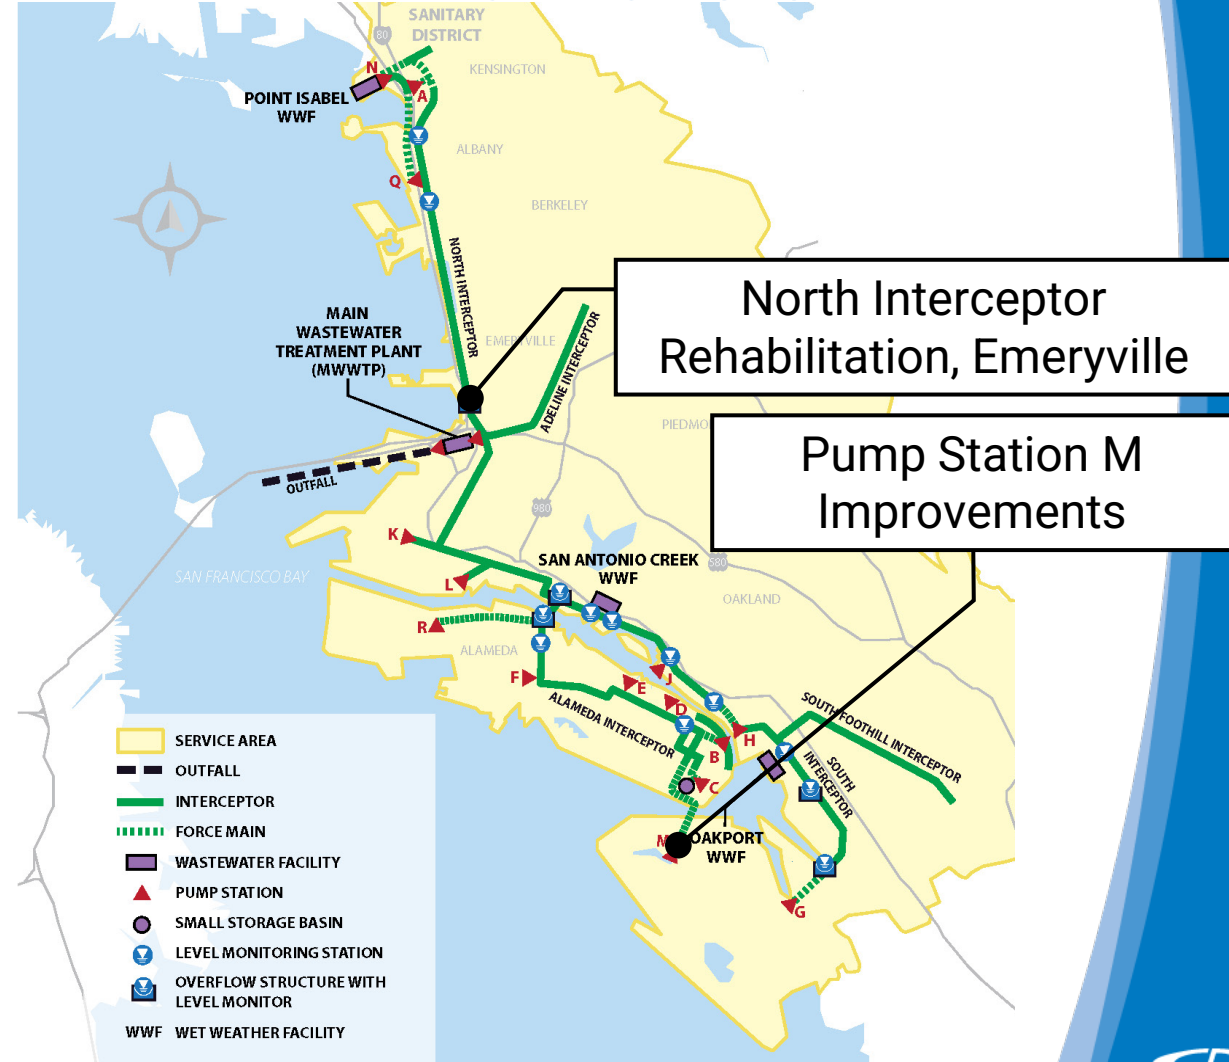 SANITARY
DISTRICT
80
KENSINGTON
N
A
POINT ISABEL
WWF
ALBANY
Q
BERKELEY
NORTH INTERCEPTOR
North Interceptor
Rehabilitation, Emeryville
MAIN
WASTEWATER
TREATMENT PLANT
(MWWTP)
EMERYVILLE
ADELINE INTERCEPTOR
PIEDMO
Pump Station M
Improvements
OUTFALL
980
K
SAN ANTONIO CREEK
WWF
580
SAN FRANCISCO BAY
L
OAKLAND
R
ALAMEDA
J
F
E
D
ALAMEDA INTERCEPTOR
SOUTH FOOTHILL INTERCEPTOR
H
B
SOUTH
INTERCEPTOR
C
M
OAKPORT
WWF
G
SERVICE AREA
OUTFALL
INTERCEPTOR
FORCE MAIN
WASTEWATER FACILITY
PUMP STATION
SMALL STORAGE BASIN
LEVEL MONITORING STATION
OVERFLOW STRUCTURE WITH
LEVEL MONITOR
WWF WET WEATHER FACILITY